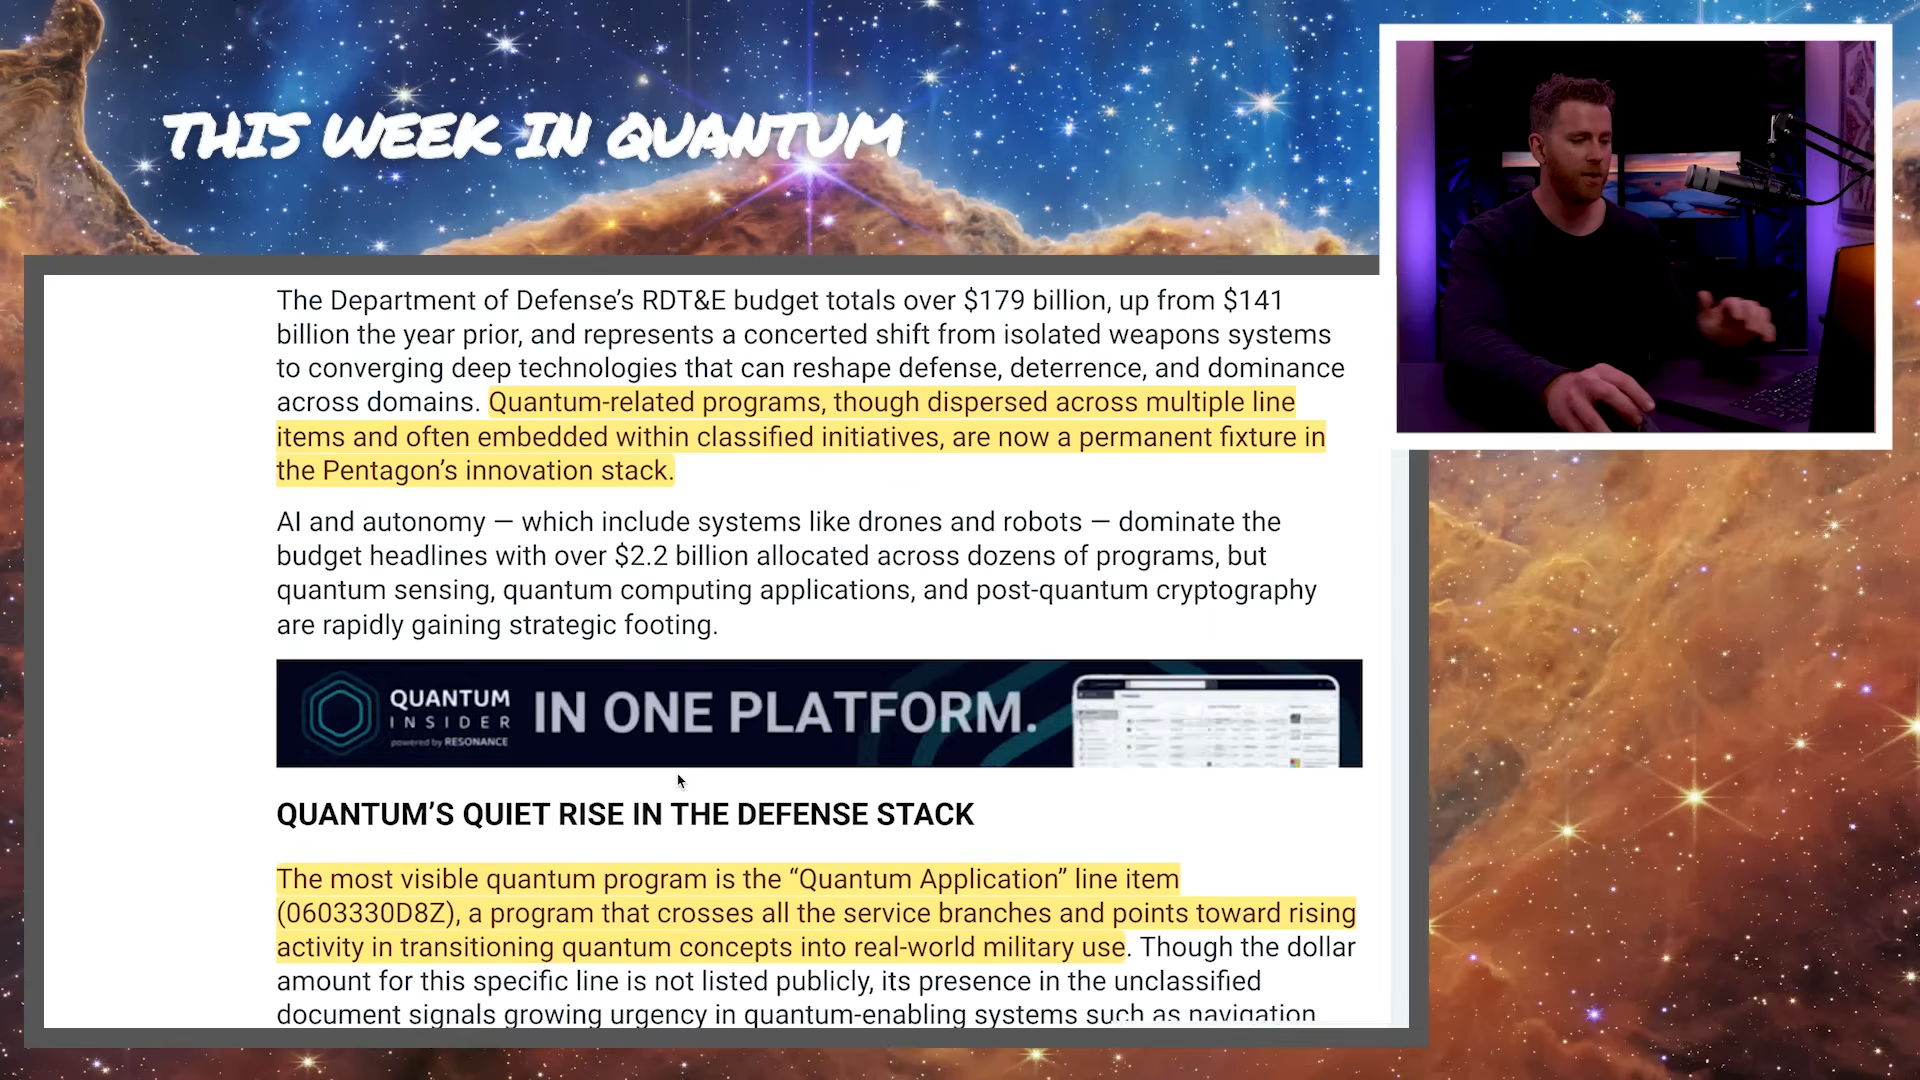 THIS WEEK IN QUANTUM
The Department of Defense’s RDT&E budget totals over $179 billion, up from $141
billion the year prior, and represents a concerted shift from isolated weapons systems
to converging deep technologies that can reshape defense, deterrence, and dominance
across domains. Quantum-related programs, though dispersed across multiple line
items and often embedded within classified initiatives, are now a permanent fixture in
the Pentagon’s innovation stack.
AI and autonomy — which include systems like drones and robots — dominate the
budget headlines with over $2.2 billion allocated across dozens of programs, but
quantum sensing, quantum computing applications, and post-quantum cryptography
are rapidly gaining strategic footing.
QUANTUM
INSIDER
powered by RESONANCE
IN ONE PLATFORM.
QUANTUM’S QUIET RISE IN THE DEFENSE STACK
The most visible quantum program is the “Quantum Application” line item
(0603330D8Z), a program that crosses all the service branches and points toward rising
activity in transitioning quantum concepts into real-world military use. Though the dollar
amount for this specific line is not listed publicly, its presence in the unclassified
document signals growing urgency in quantum-enabling systems such as navigation